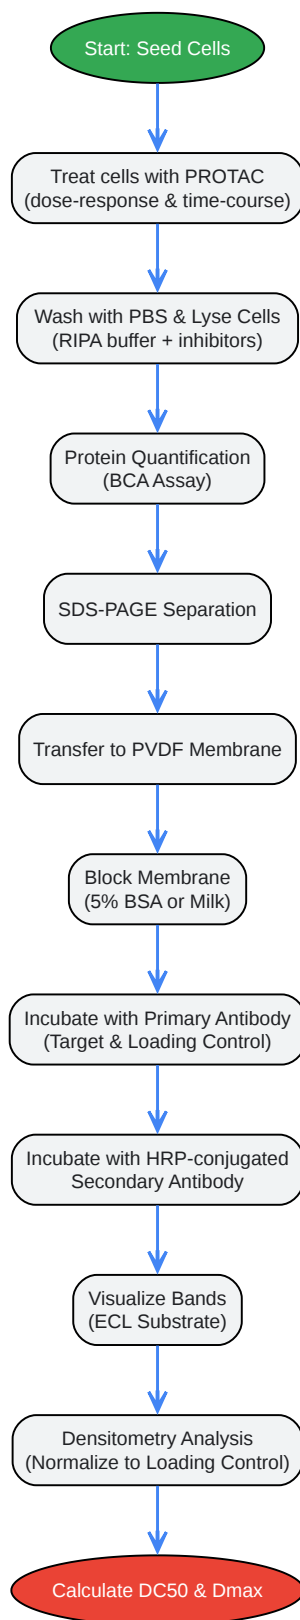 Start: Seed Cells
Treat cells with PROTAC
(dose-response & time-course)
Wash with PBS & Lyse Cells
(RIPA buffer + inhibitors)
Protein Quantification
(BCA Assay)
SDS-PAGE Separation
Transfer to PVDF Membrane
Block Membrane
(5% BSA or Milk)
Incubate with Primary Antibody
(Target & Loading Control)
Incubate with HRP-conjugated
Secondary Antibody
Visualize Bands
(ECL Substrate)
Densitometry Analysis
(Normalize to Loading Control)
Calculate DC50 & Dmax